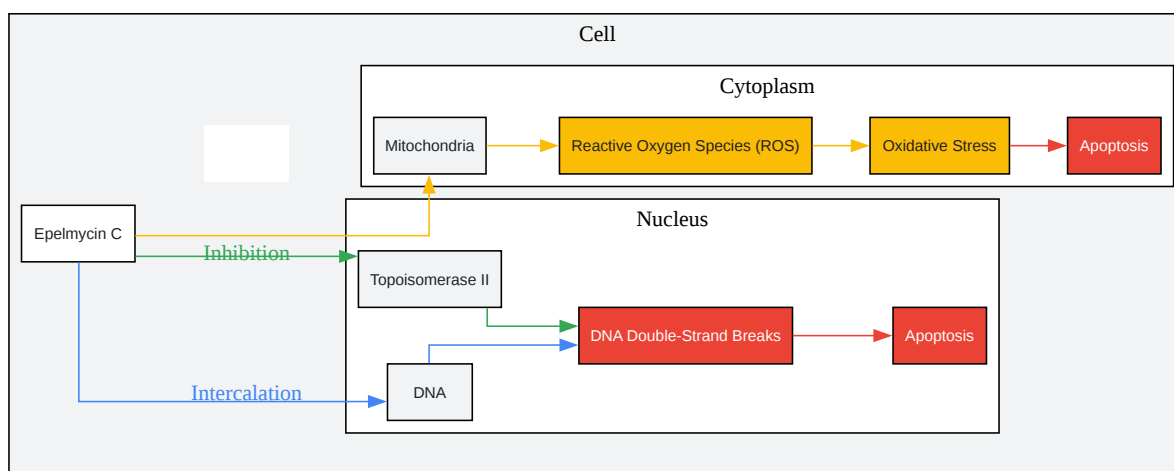 Cell
Cytoplasm
Mitochondria
Reactive Oxygen Species (ROS)
Oxidative Stress
Apoptosis
Epelmycin C
Inhibition
Nucleus
Topoisomerase II
DNA Double-Strand Breaks
Apoptosis
Intercalation
DNA